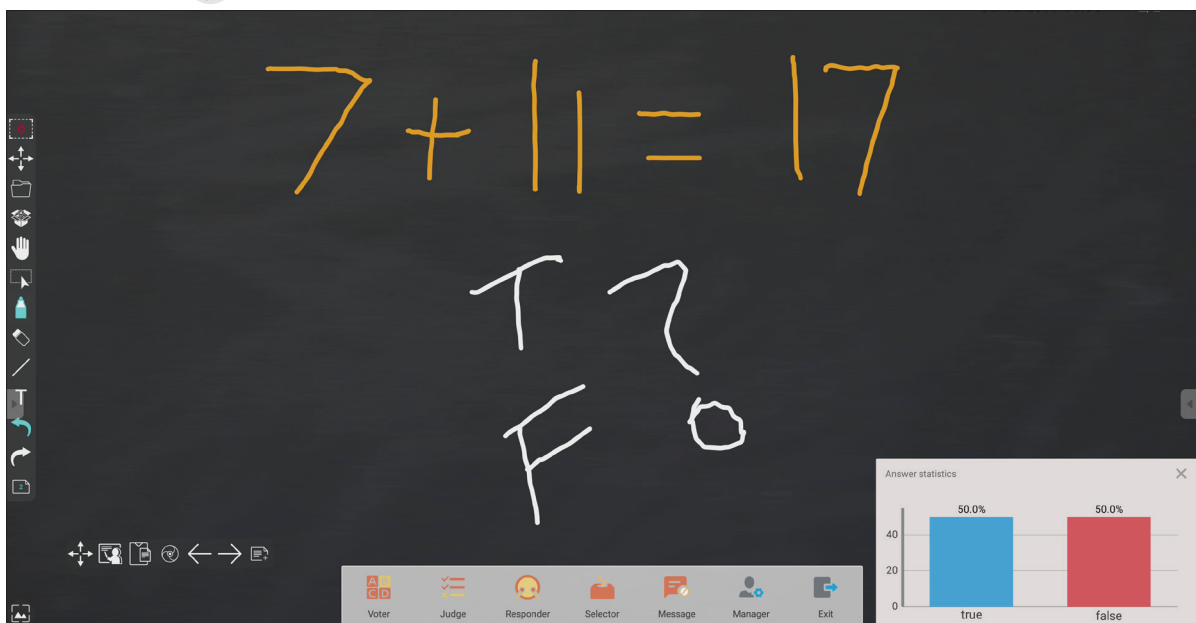 7 + 11 = 17
T ?
F
Answer statistics
50.0% 50.0%
40
20
0
true false
A B
C D
Voter Judge Responder Selector Message Manager Exit
T
2